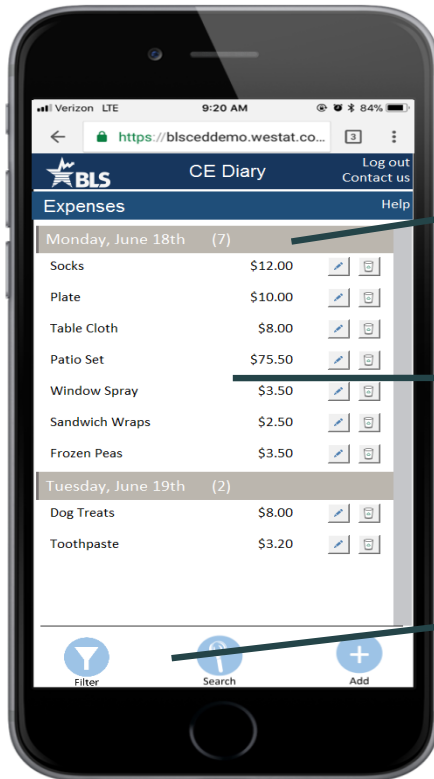 Verizon LTE 9:20 AM 84%
https://blsceddemo.westat.co... 3
BLS CE Diary Log out
Contact us
Expenses Help
Monday, June 18th (7)
Socks $12.00
Plate $10.00
Table Cloth $8.00
Patio Set $75.50
Window Spray $3.50
Sandwich Wraps $2.50
Frozen Peas $3.50
Tuesday, June 19th (2)
Dog Treats $8.00
Toothpaste $3.20
Filter Search Add